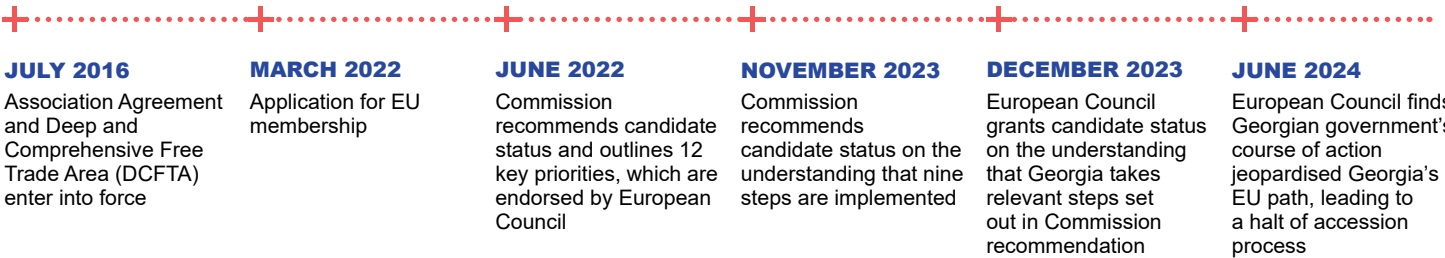 JULY 2016
Association Agreement
and Deep and
Comprehensive Free
Trade Area (DCFTA)
enter into force
MARCH 2022
Application for EU
membership
JUNE 2022
Commission
recommends candidate
status and outlines 12
key priorities, which are
endorsed by European
Council
NOVEMBER 2023
Commission
recommends
candidate status on the
understanding that nine
steps are implemented
DECEMBER 2023
European Council
grants candidate status
on the understanding
that Georgia takes
relevant steps set
out in Commission
recommendation
JUNE 2024
European Council finds
Georgian government's
course of action
jeopardised Georgia’s
EU path, leading to
a halt of accession
process